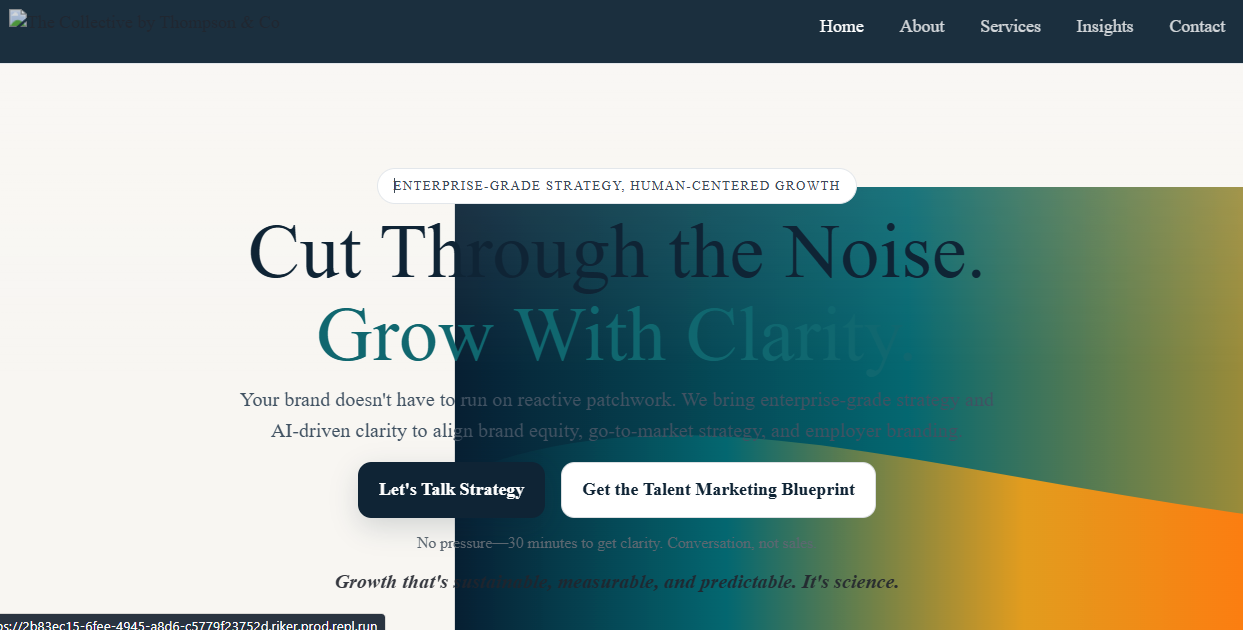 The Collective by Thompson & Co
Home About Services Insights Contact
ENTERPRISE-GRADE STRATEGY, HUMAN-CENTERED GROWTH
Cut Through the Noise.
Grow With Clarity.
Your brand doesn't have to run on reactive patchwork. We bring enterprise-grade strategy and
AI-driven clarity to align brand equity, go-to-market strategy, and employer branding.
Let's Talk Strategy Get the Talent Marketing Blueprint
No pressure—30 minutes to get clarity. Conversation, not sales.
Growth that's sustainable, measurable, and predictable. It's science.
ps://2b83ec15-6fee-4945-a8d6-c5779f23752d.riker.prod.repl.run